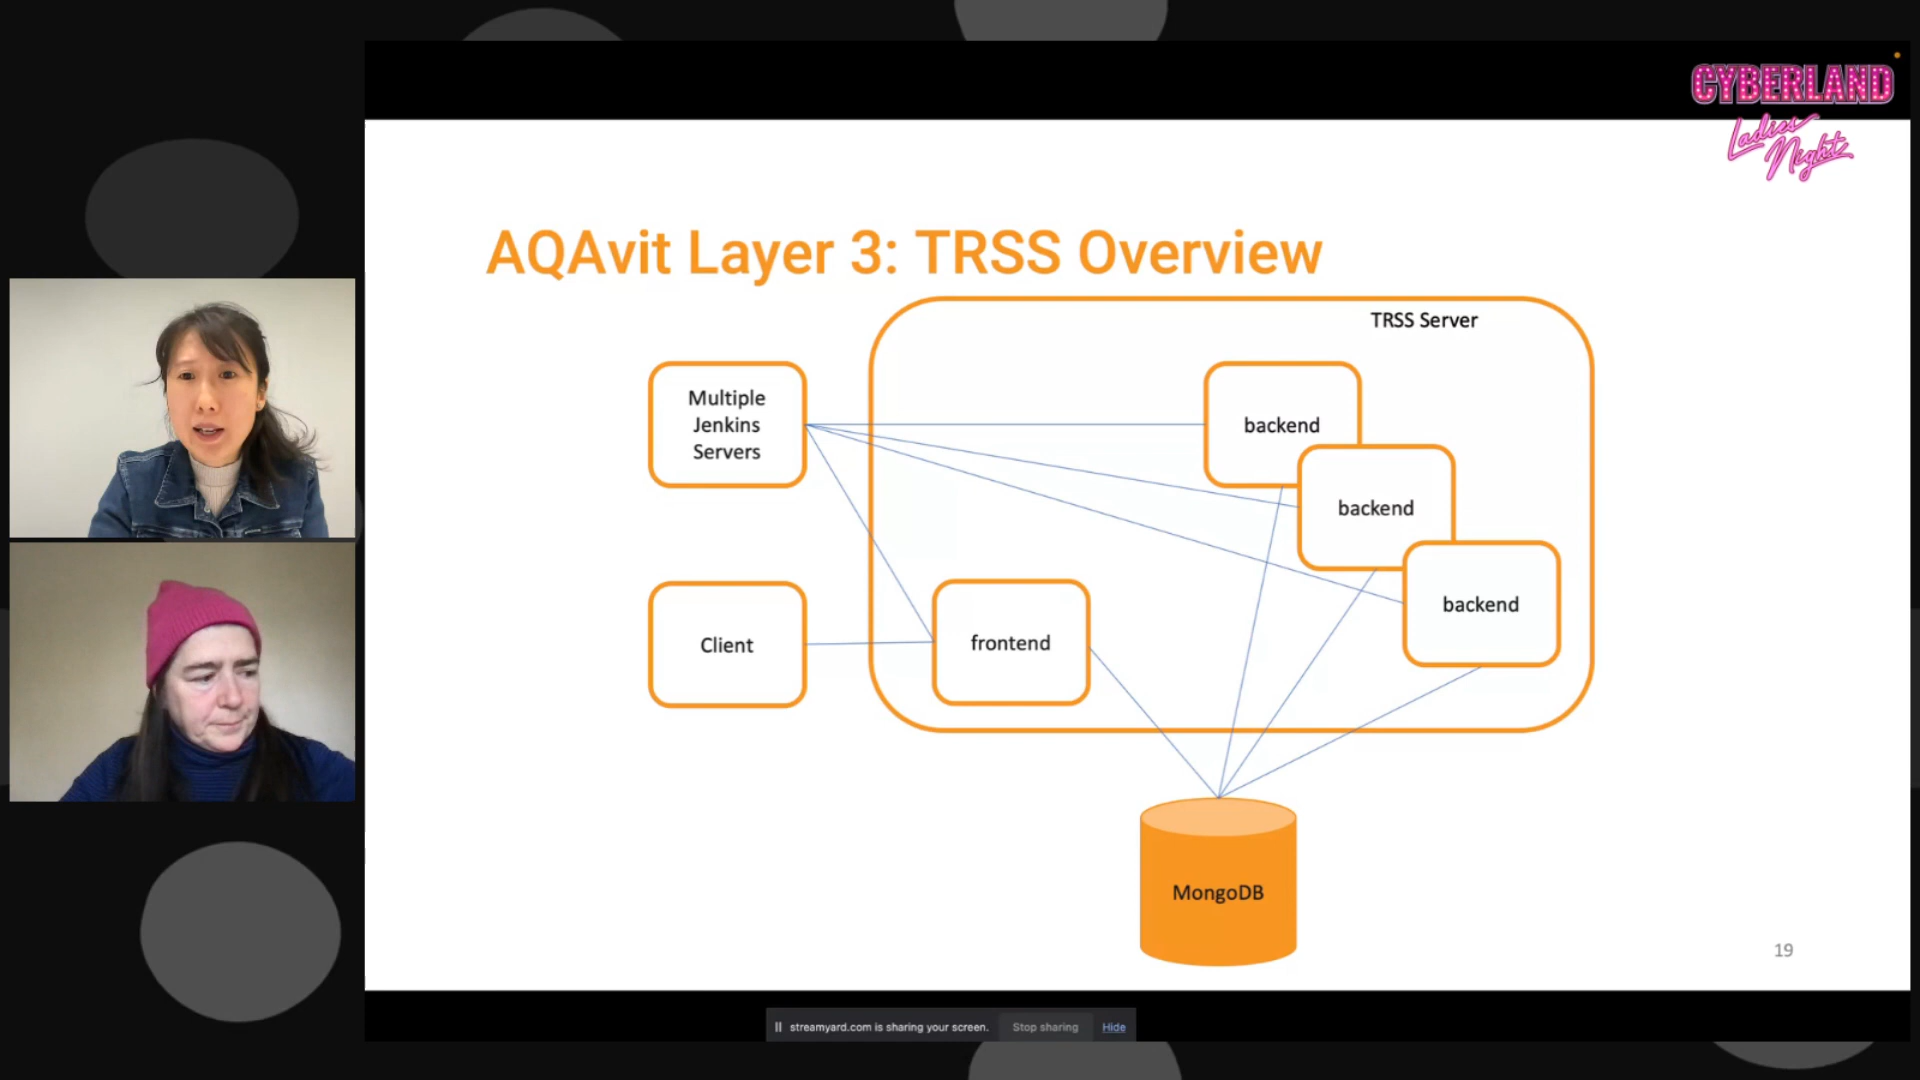 CYBERLAND
Ladies
Night
AQAvit Layer 3: TRSS Overview
TRSS Server
Multiple
Jenkins
Servers
backend
backend
backend
Client
frontend
MongoDB
19
streamyard.com is sharing your screen.
Stop sharing
Hide